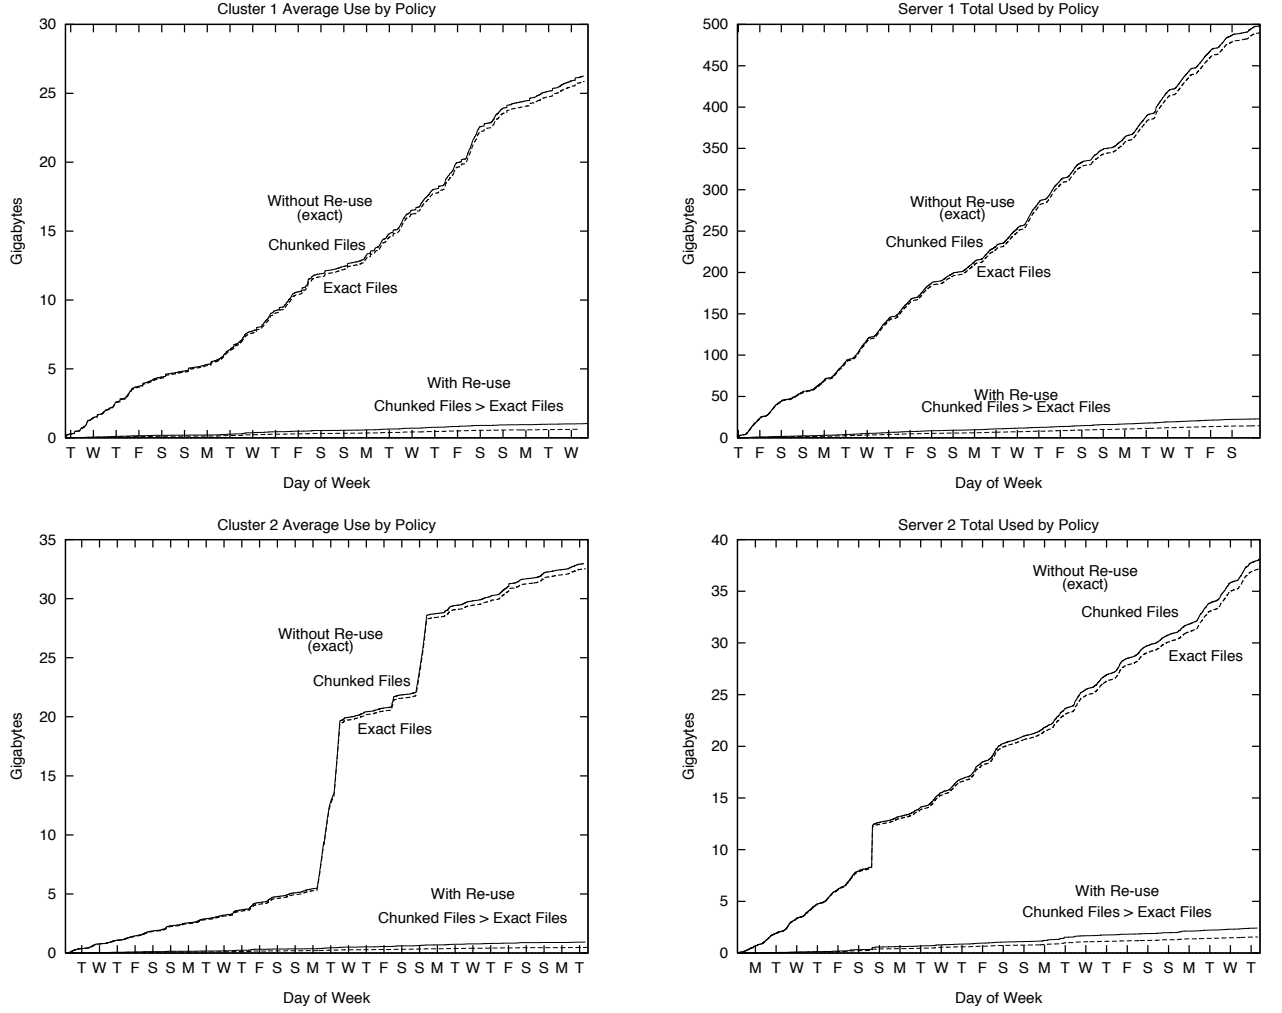 Cluster 1 Average Use by Policy
30
25
20
15
10
5
0
Gigabytes
Without Re-use
(exact)
Chunked Files
Exact Files
With Re-use
Chunked Files > Exact Files
T W T F S S M T W T F S S M T W T F S S M T T W
Day of Week
Server 1 Total Used by Policy
500
450
400
350
300
250
200
150
100
50
0
Gigabytes
Without Re-use
(exact)
Chunked Files
Exact Files
With Re-use
Chunked Files > Exact Files
T F S S M T W T F S S M T W T F S S M T W T F S
Day of Week
Cluster 2 Average Use by Policy
35
30
25
20
15
10
5
0
Gigabytes
Without Re-use
(exact)
Chunked Files
Exact Files
With Re-use
Chunked Files > Exact Files
T W T F S S M T W T F S S M T W T F S S M T W T F S S M T
Day of Week
Server 2 Total Used by Policy
40
35
30
25
20
15
10
5
0
Gigabytes
Without Re-use
(exact)
Chunked Files
Exact Files
With Re-use
Chunked Files > Exact Files
M T W T F S S M T W T F S S M T W T F S S M T W T
Day of Week